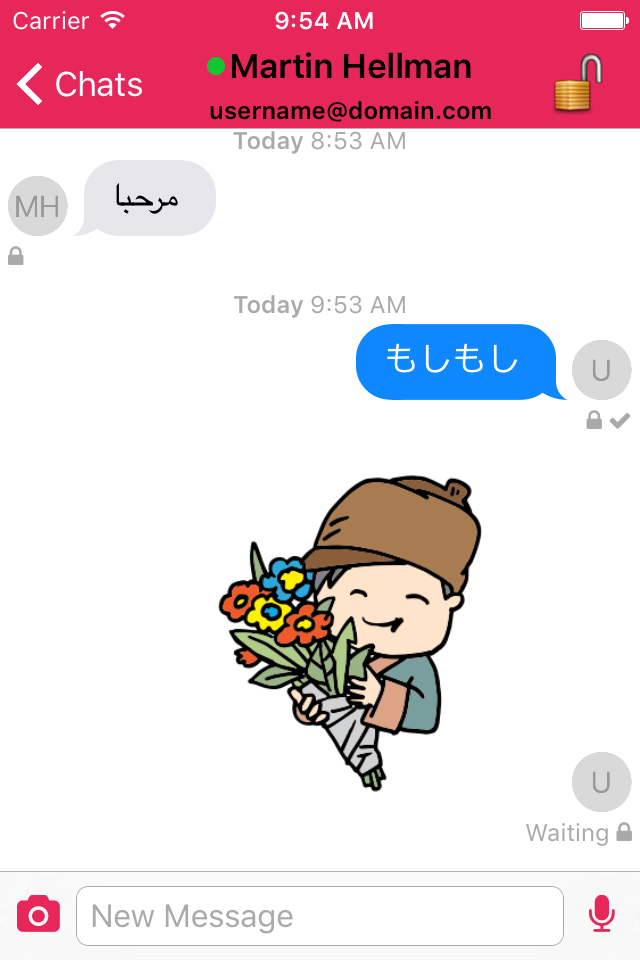 Carrier 9:54 AM
Chats
Martin Hellman
username@domain.com
Today 8:53 AM
MH
مرحبا
Today 9:53 AM
もしもし
U
U
Waiting
New Message